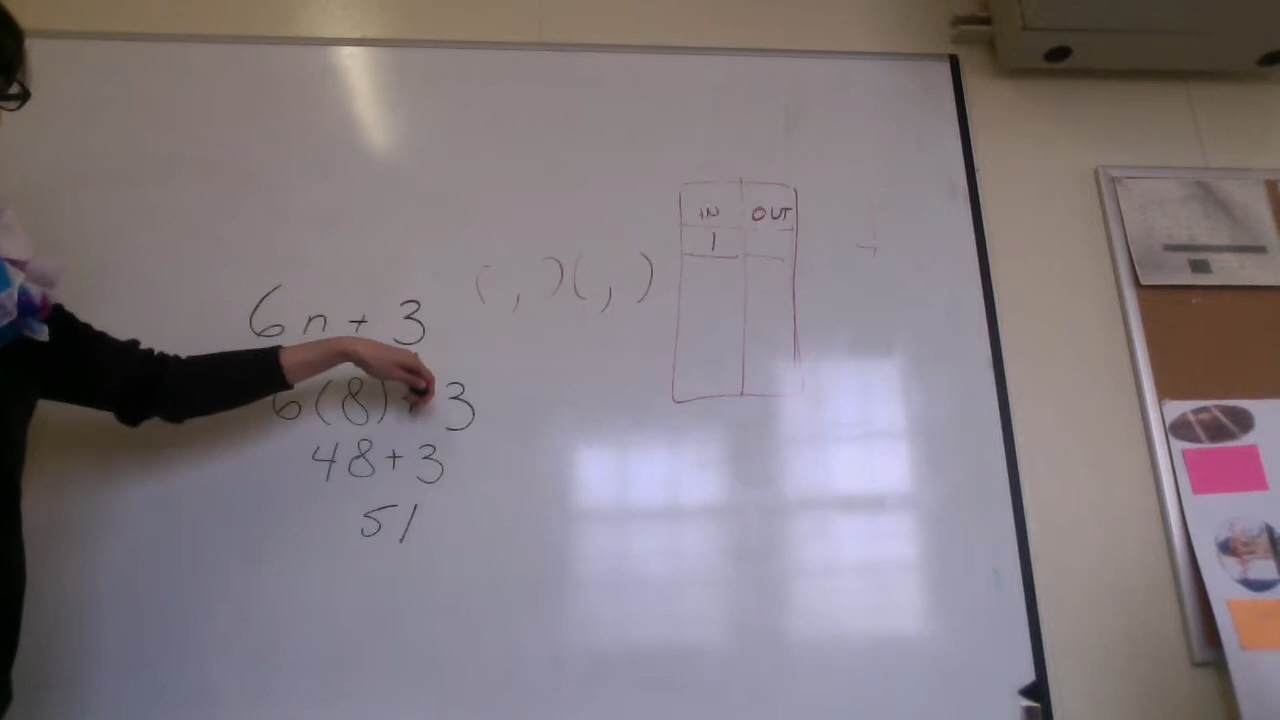 6n + 3
6(8) + 3
48+3
51
( , )( , )
IN OUT
1